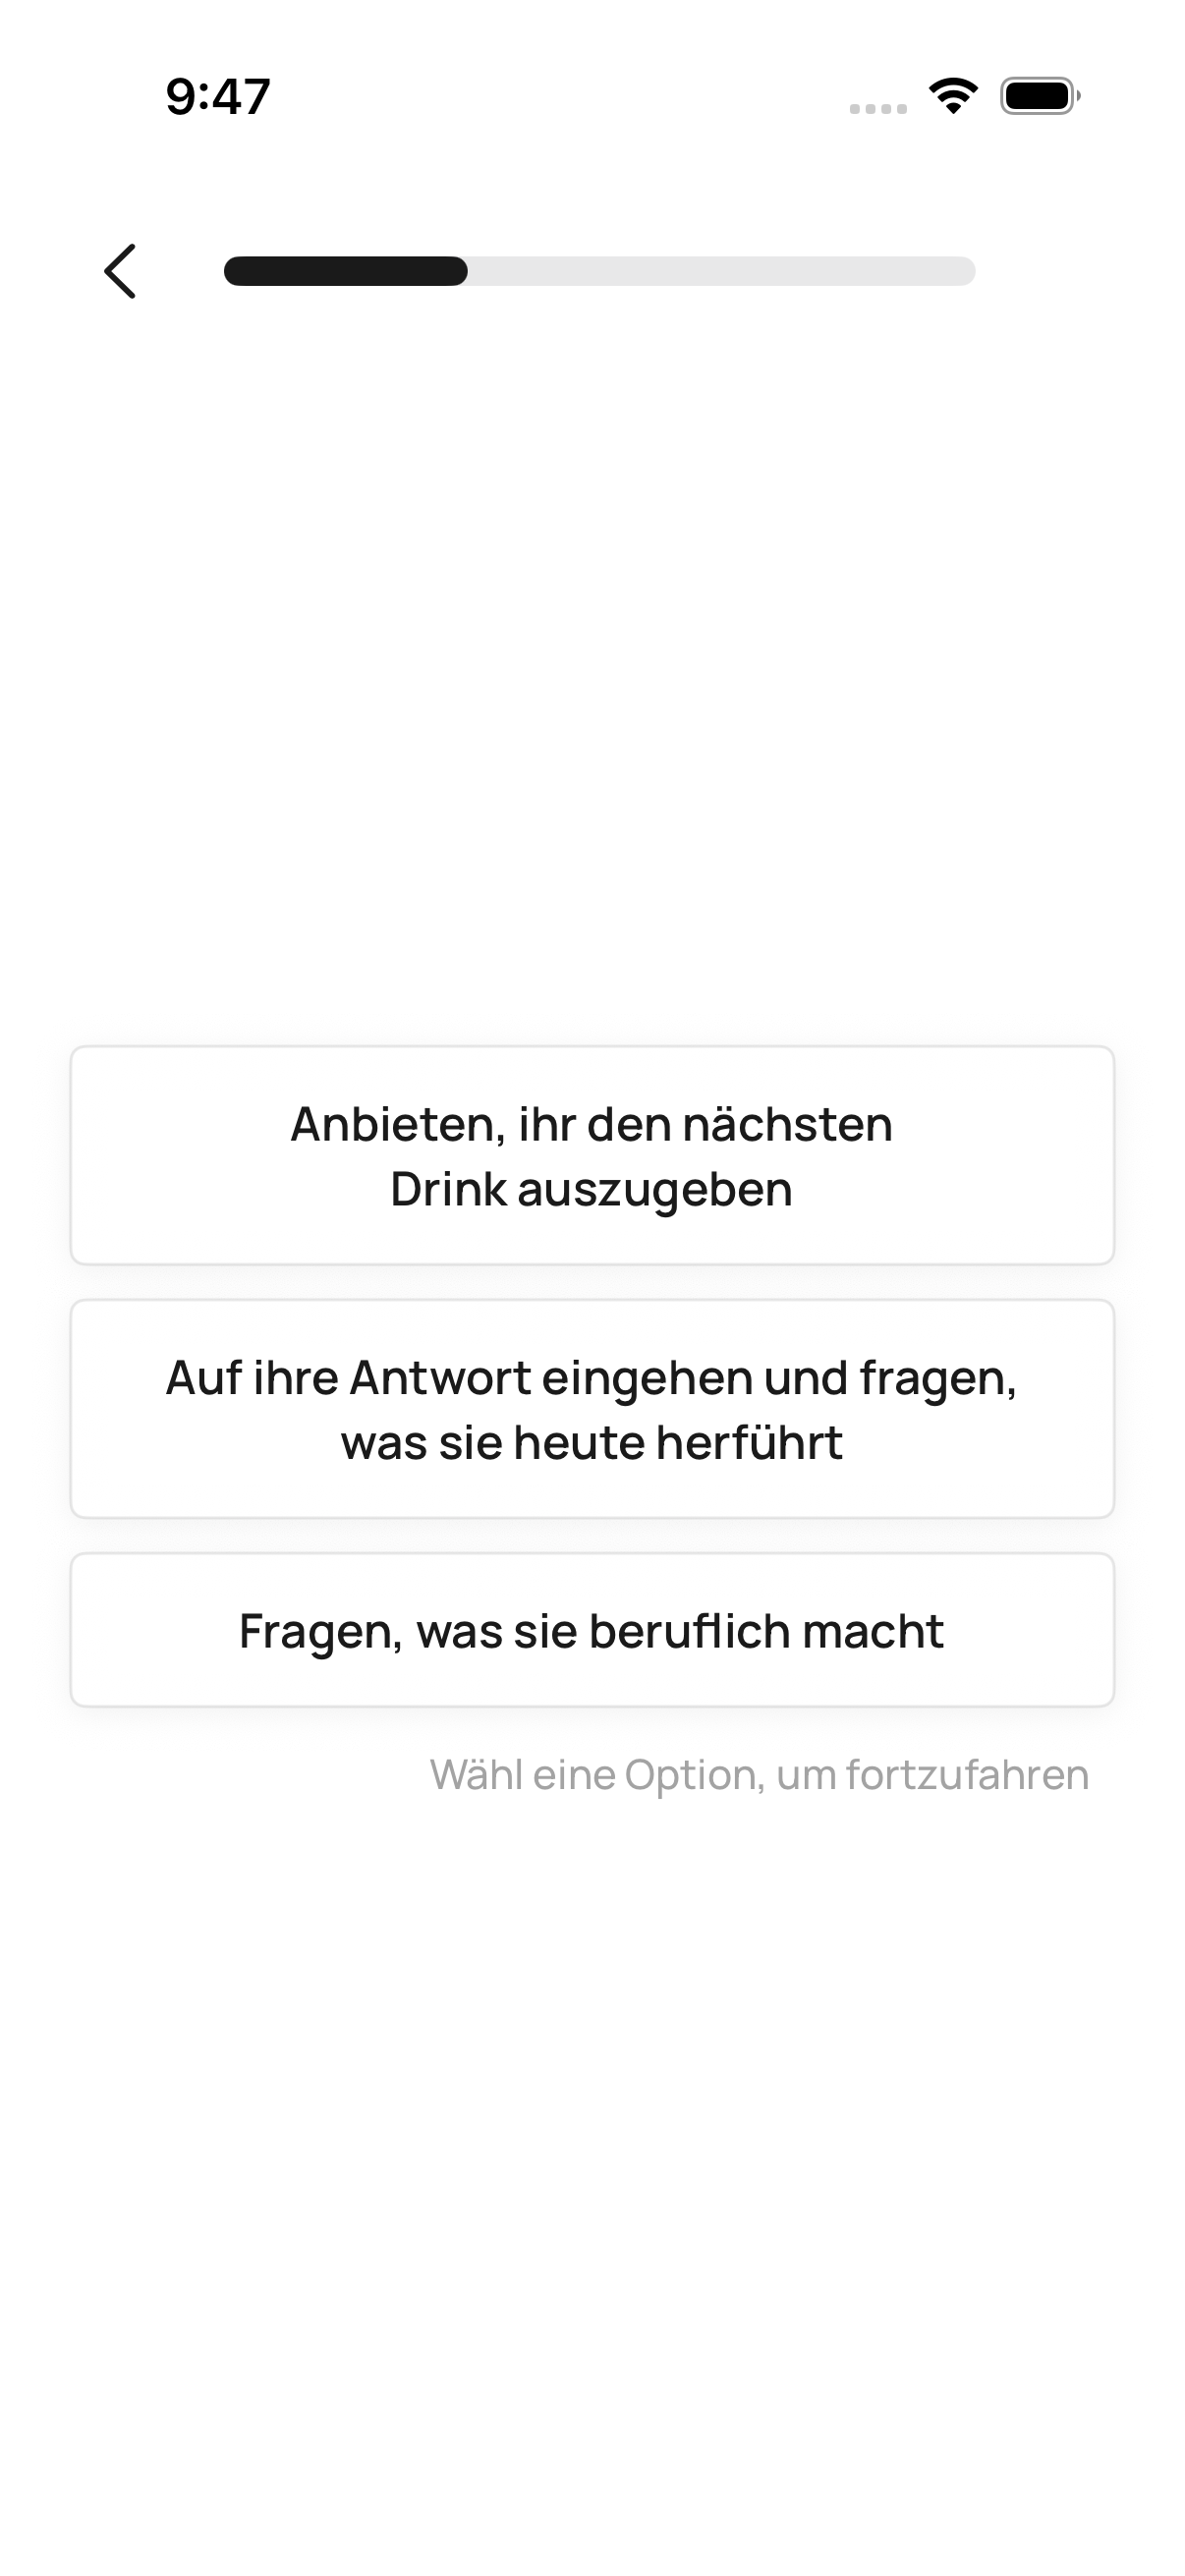 9:47
Anbieten, ihr den nächsten
Drink auszugeben
Auf ihre Antwort eingehen und fragen,
was sie heute herführt
Fragen, was sie beruflich macht
Wähl eine Option, um fortzufahren